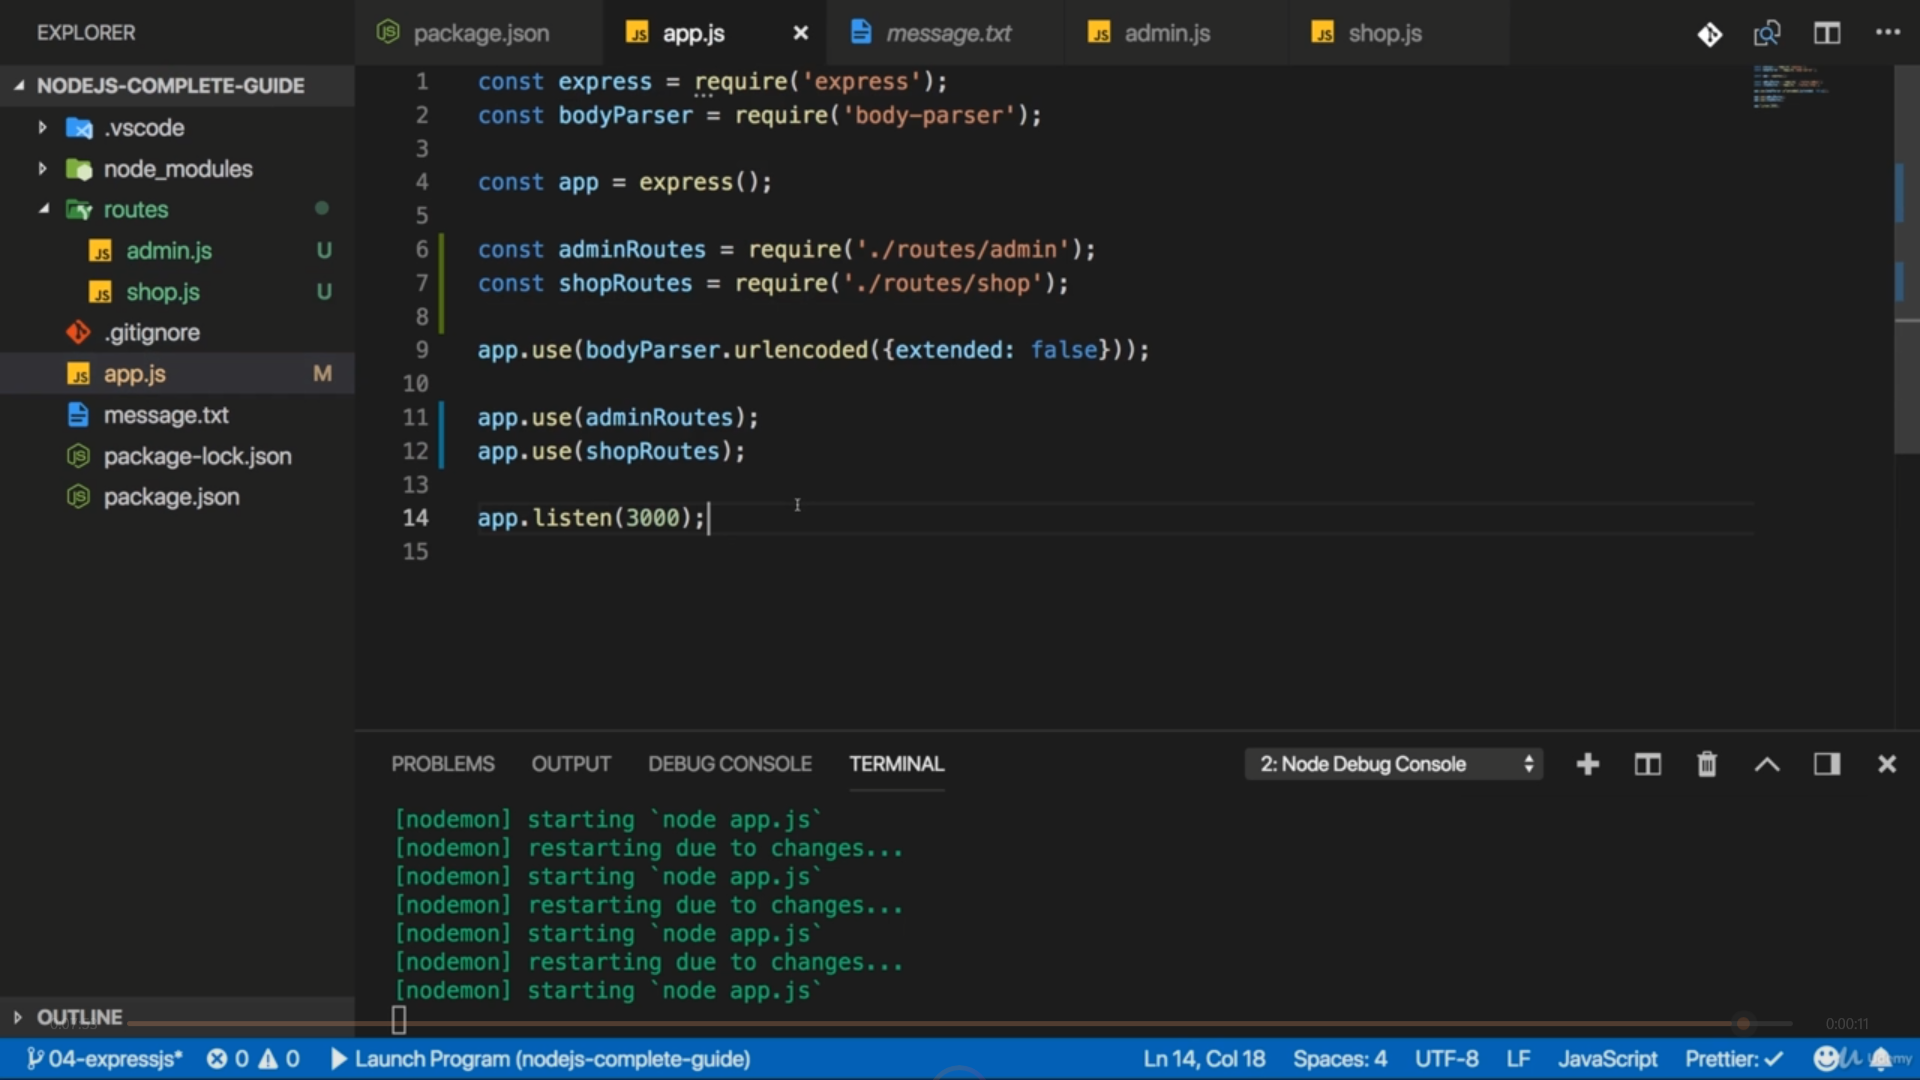 EXPLORER
NODEJS-COMPLETE-GUIDE
.vscode
node_modules
routes
JS admin.js U
JS shop.js U
.gitignore
JS app.js M
message.txt
package-lock.json
package.json
OUTLINE
package.json
JS app.js
message.txt
JS admin.js
JS shop.js
1 const express = require('express');
2 const bodyParser = require('body-parser');
3
4 const app = express();
5
6 const adminRoutes = require('./routes/admin');
7 const shopRoutes = require('./routes/shop');
8
9 app.use(bodyParser.urlencoded({extended: false}));
10
11 app.use(adminRoutes);
12 app.use(shopRoutes);
13
14 app.listen(3000);
15
PROBLEMS OUTPUT DEBUG CONSOLE TERMINAL 2: Node Debug Console
[nodemon] starting `node app.js`
[nodemon] restarting due to changes...
[nodemon] starting `node app.js`
[nodemon] restarting due to changes...
[nodemon] starting `node app.js`
[nodemon] restarting due to changes...
[nodemon] starting `node app.js`
0:00:11
04-expressjs* 0 0 Launch Program (nodejs-complete-guide) Ln 14, Col 18 Spaces: 4 UTF-8 LF JavaScript Prettier: ✓